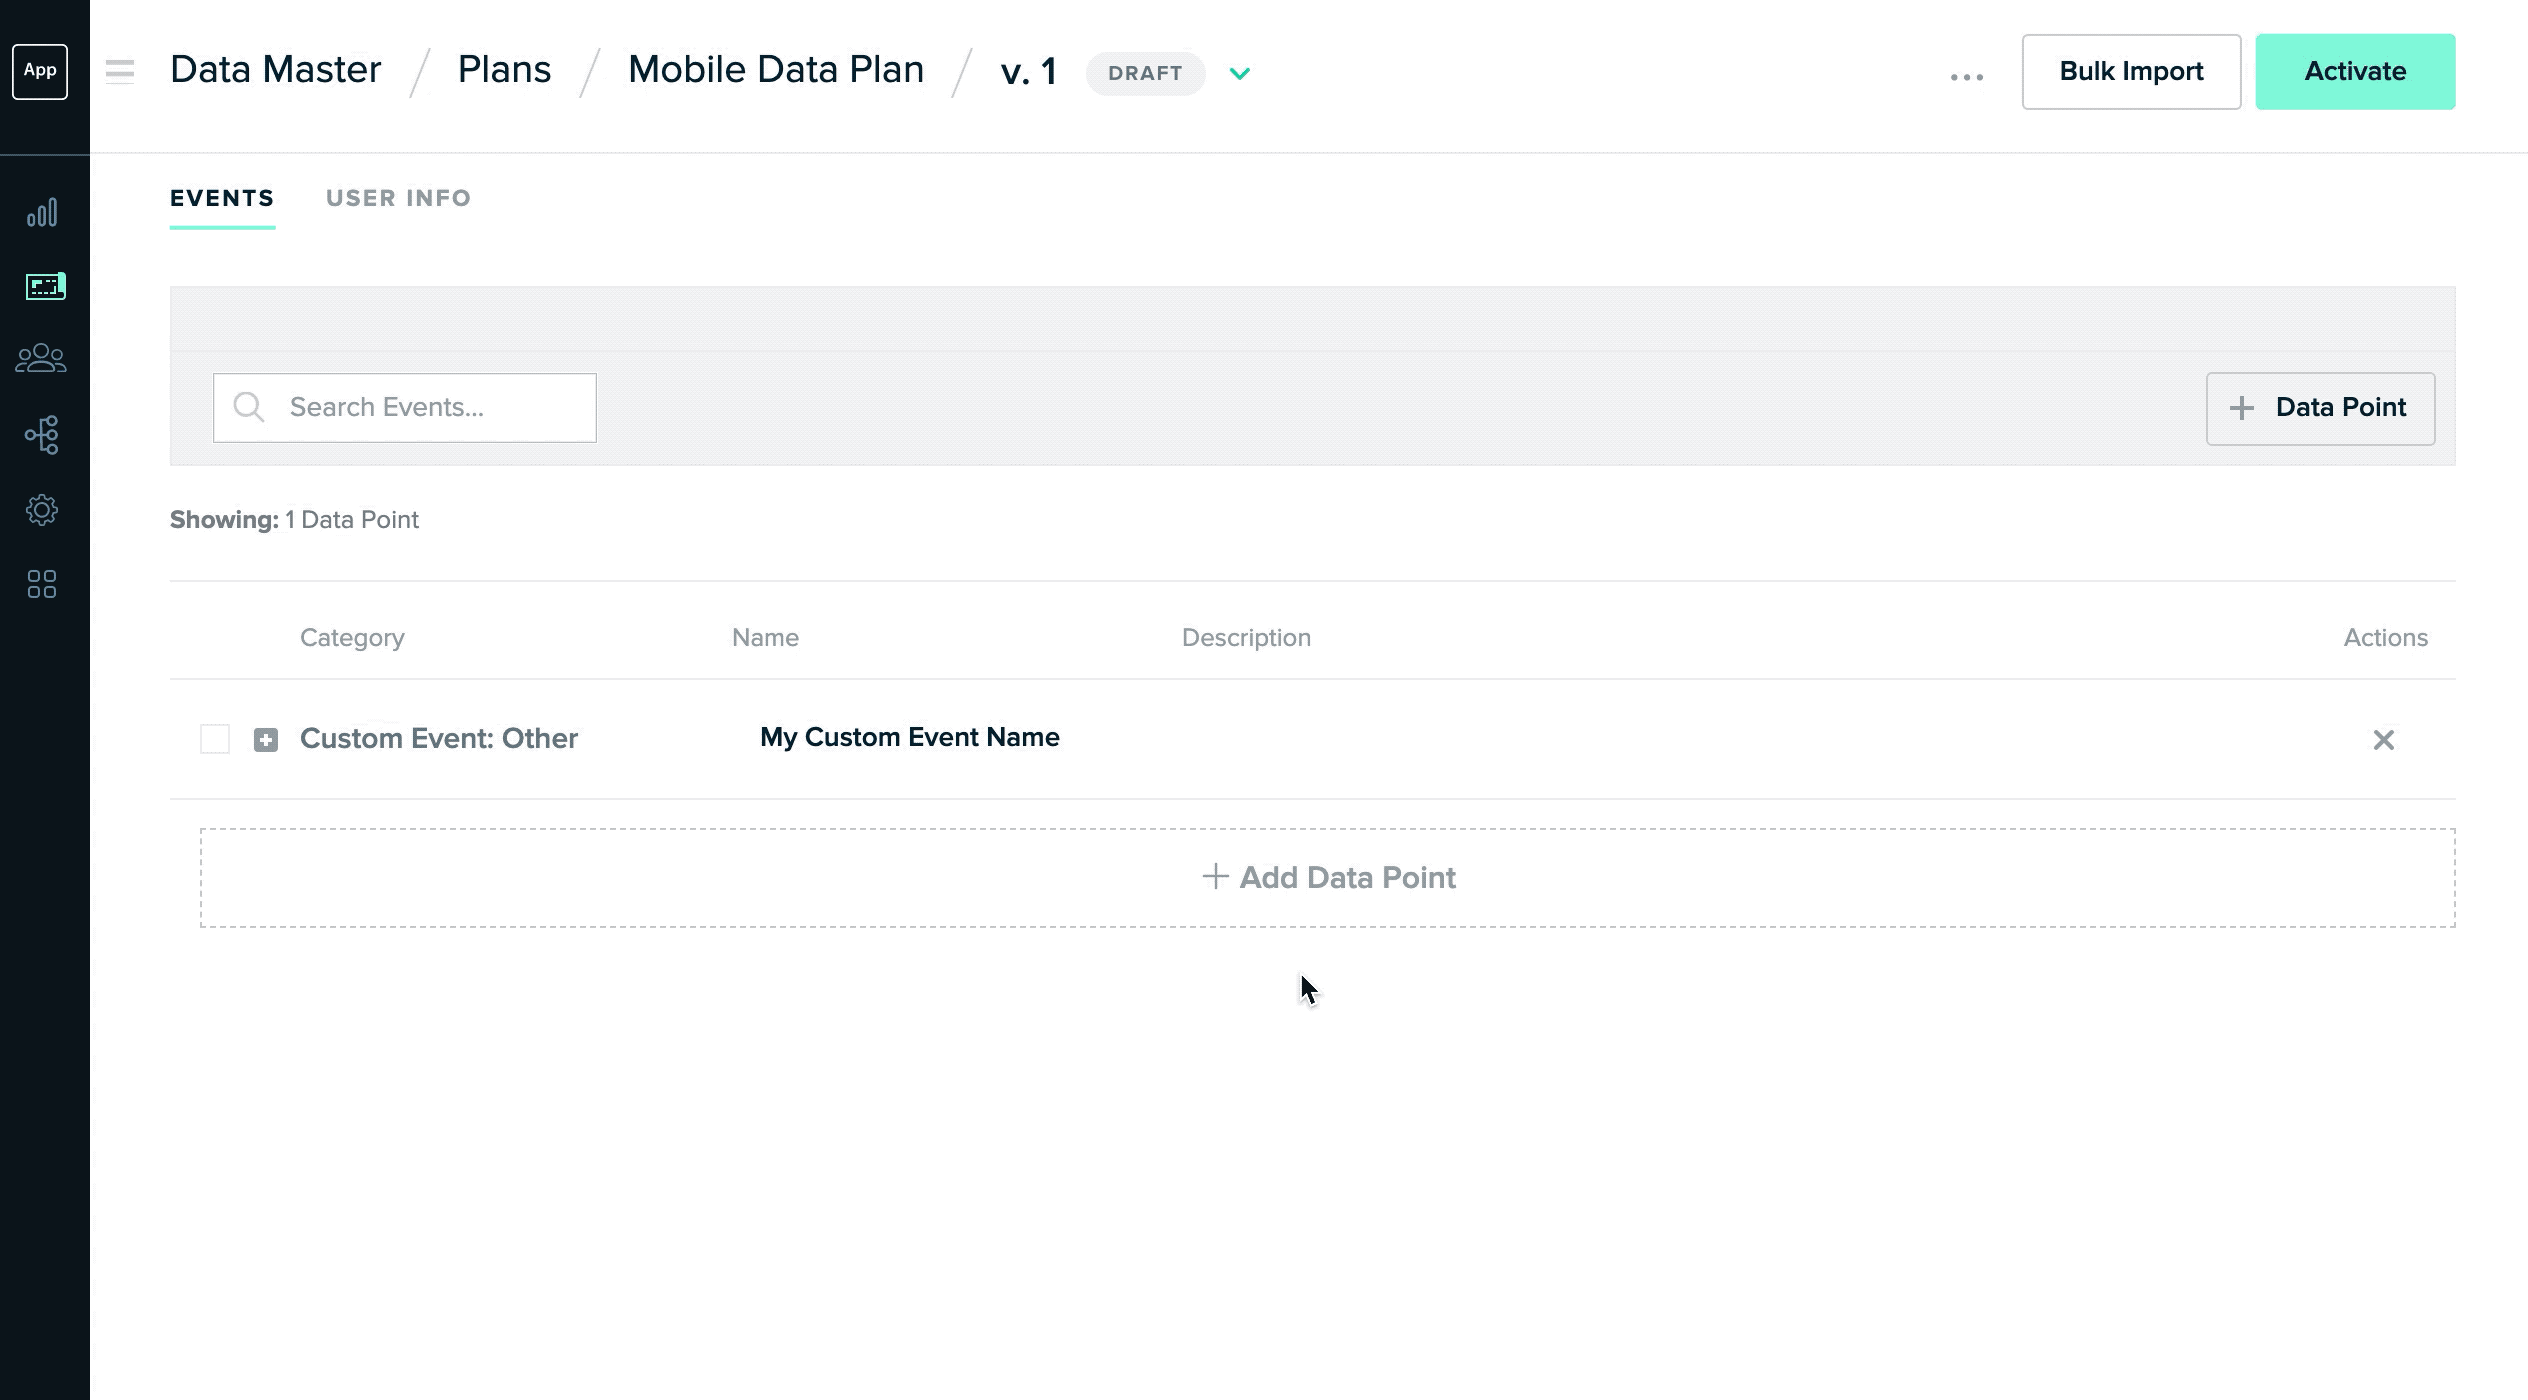 App
Data Master / Plans / Mobile Data Plan / v. 1 DRAFT
... Bulk Import Activate
EVENTS USER INFO
Search Events...
+ Data Point
Showing: 1 Data Point
Category Name Description Actions
Custom Event: Other My Custom Event Name
+ Add Data Point